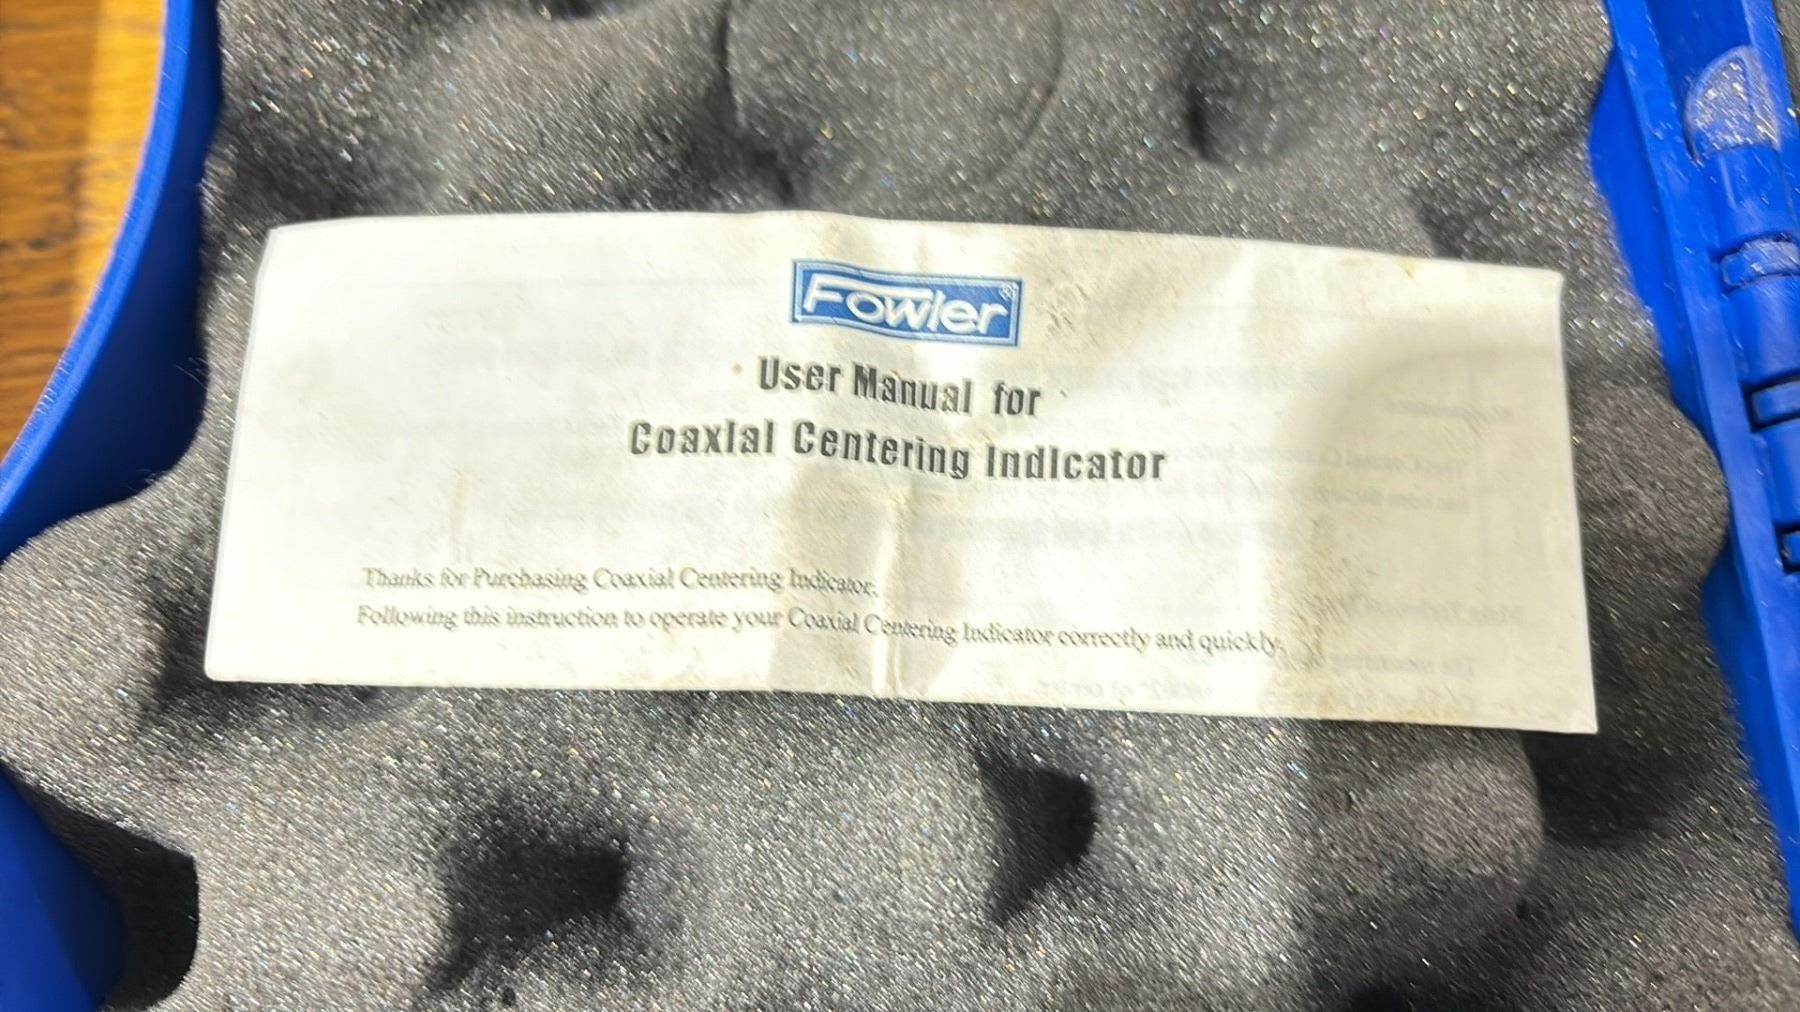 Fowler®
User Manual for
Coaxial Centering Indicator
Thanks for Purchasing Coaxial Centering Indicator.
Following this instruction to operate your Coaxial Centering Indicator correctly and quickly.